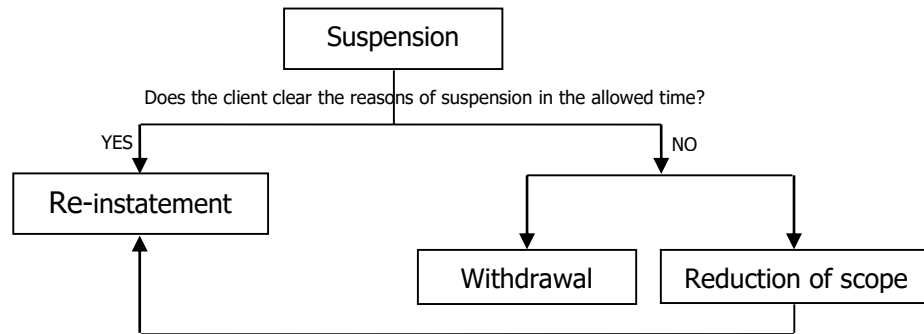 Suspension
Does the client clear the reasons of suspension in the allowed time?
YES
NO
Re-instatement
Withdrawal
Reduction of scope